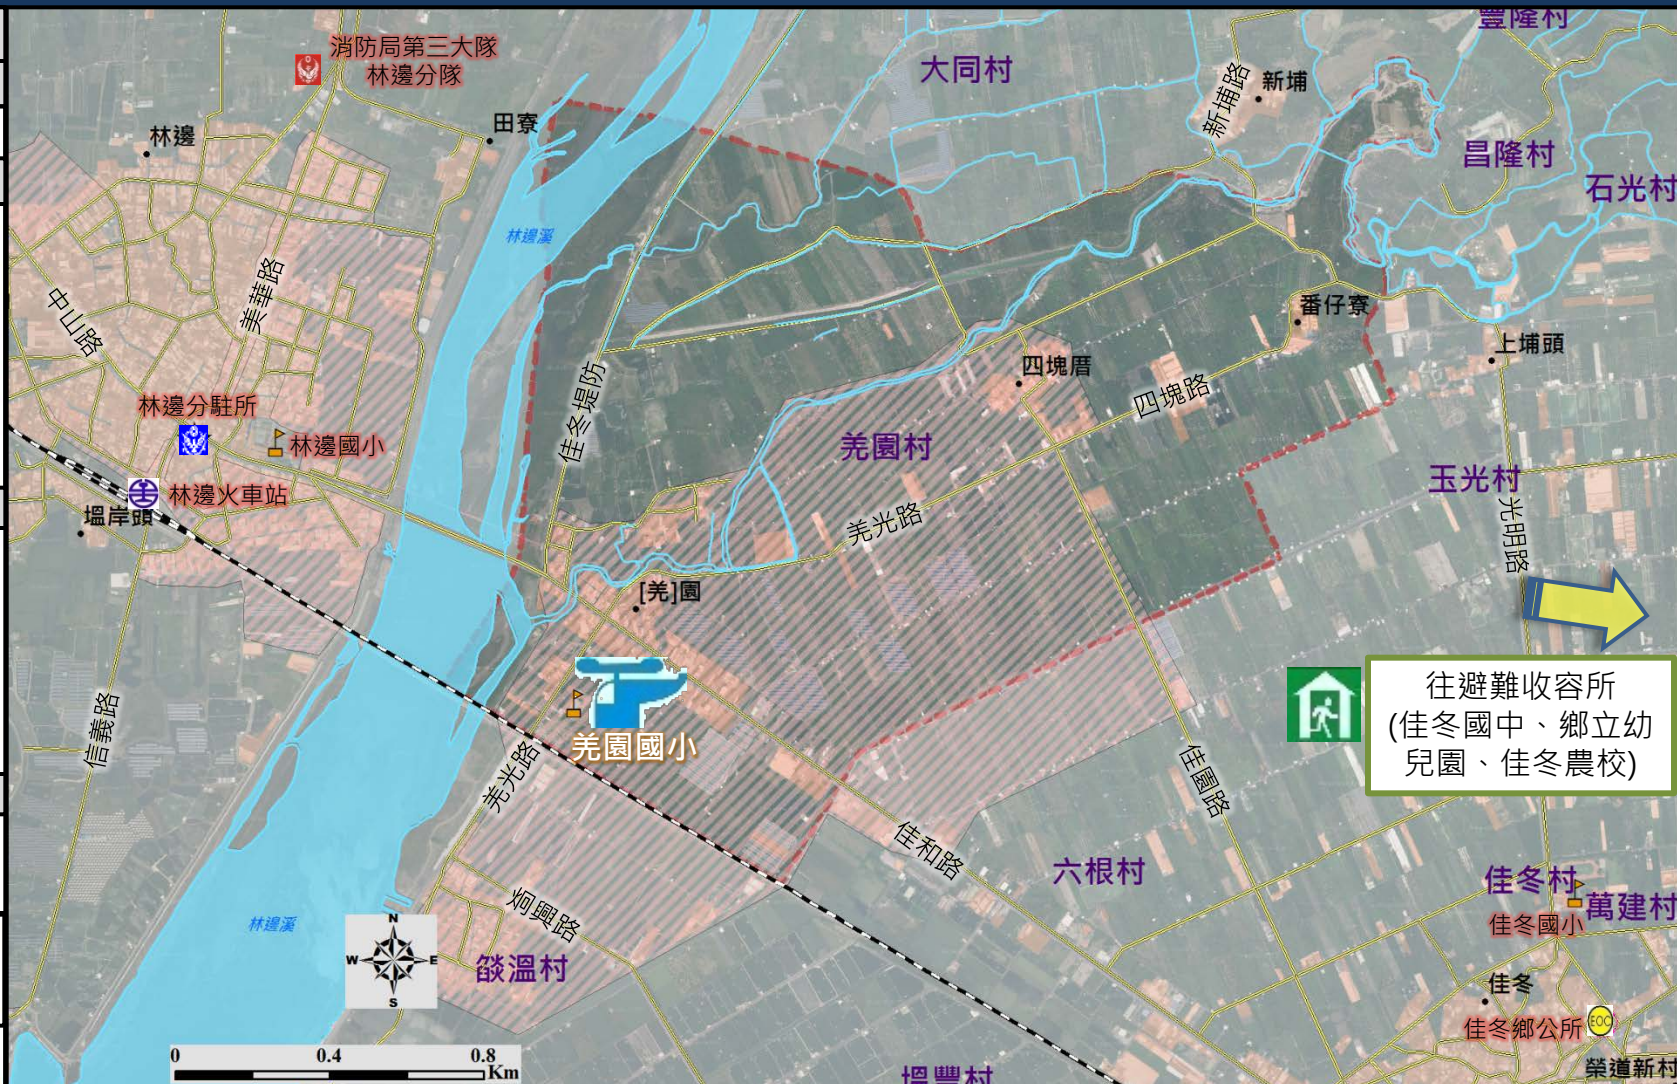 豐隆村
消防局第三大隊
林邊分隊
大同村
新埔路
新埔
林邊
田寮
昌隆村
石光村
林邊溪
中山路
美華路
番仔寮
上埔頭
四塊厝
四塊路
佳冬堤防
林邊分駐所
林邊國小
羌園村
玉光村
林邊火車站
塭岸頭
羌光路
光明路
[羌]園
往避難收容所
(佳冬國中、鄉立幼
兒園、佳冬農校)
信義路
羌園國小
羌光路
佳園路
佳和路
六根村
佳冬村
萬建村
佳冬國小
林邊溪
N
W
E
S
燄溫村
佳冬
佳冬鄉公所
EOC
榮道新村
塭豐村
0
0.4
0.8
Km